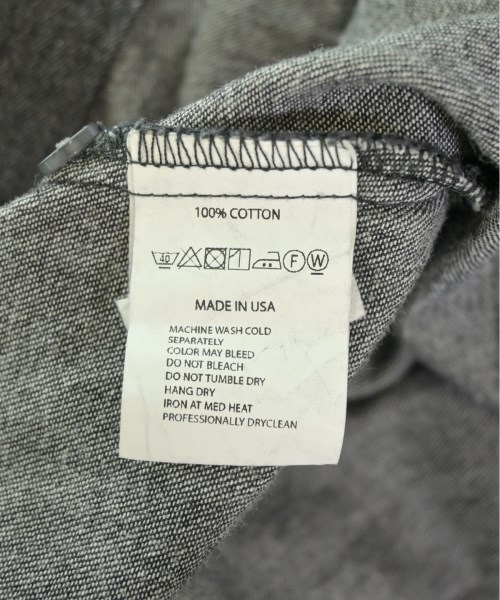 100% COTTON
40 F W
MADE IN USA
MACHINE WASH COLD
SEPARATELY
COLOR MAY BLEED
DO NOT BLEACH
DO NOT TUMBLE DRY
HANG DRY
IRON AT MED HEAT
PROFESSIONALLY DRYCLEAN